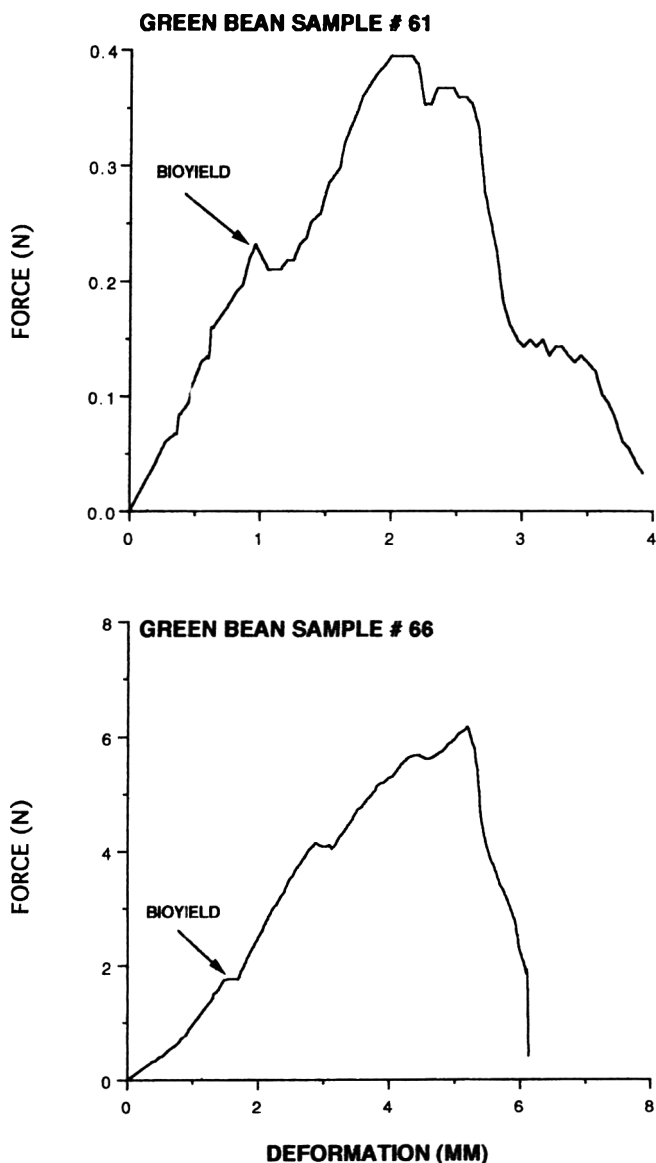 GREEN BEAN SAMPLE # 61
0.4
0.3
0.2
0.1
0.0
FORCE (N)
BIOYIELD
0 1 2 3 4
GREEN BEAN SAMPLE # 66
8
6
4
2
0
FORCE (N)
BIOYIELD
0 2 4 6 8
DEFORMATION (MM)